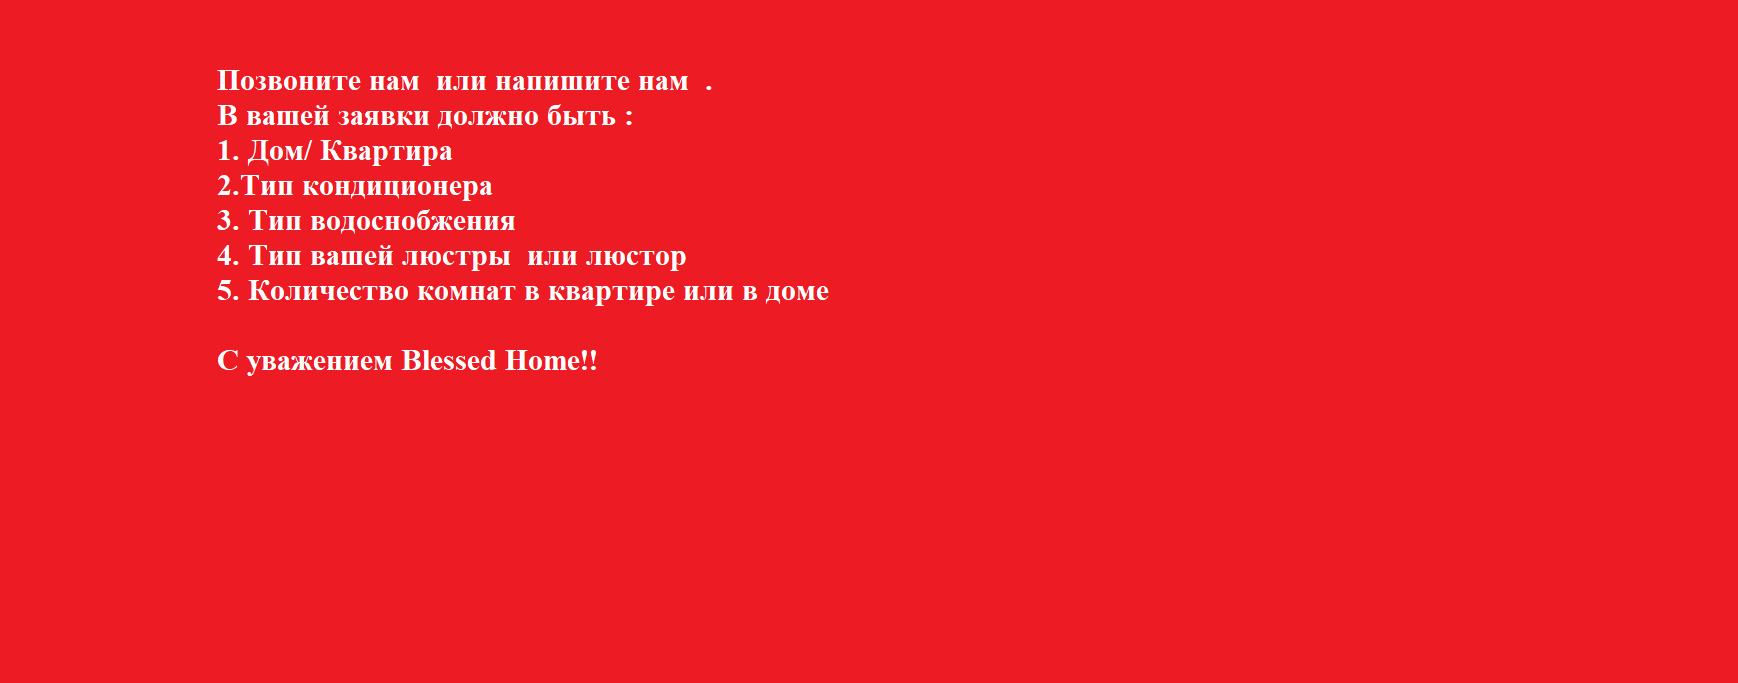 Позвоните нам  или напишите нам  .
В вашей заявки должно быть :
1. Дом/ Квартира
2.Тип кондиционера
3. Тип водоснобжения
4. Тип вашей люстры  или люстор
5. Количество комнат в квартире или в доме
С уважением Blessed Home!!